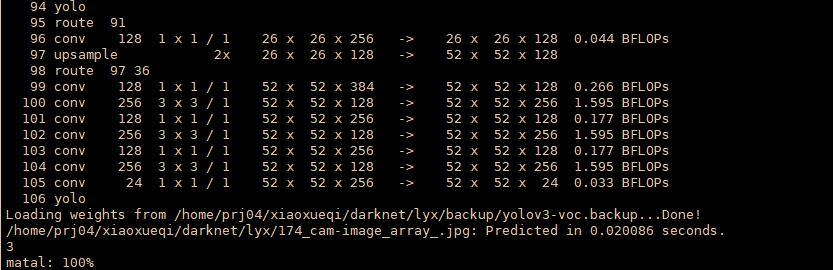 94 yolo
95 route  91
96 conv    128  1 x 1 / 1    26 x  26 x 256   ->    26 x  26 x 128  0.044 BFLOPs
97 upsample            2x    26 x  26 x 128   ->    52 x  52 x 128
98 route  97 36
99 conv    128  1 x 1 / 1    52 x  52 x 384   ->    52 x  52 x 128  0.266 BFLOPs
100 conv    256  3 x 3 / 1    52 x  52 x 128   ->    52 x  52 x 256  1.595 BFLOPs
101 conv    128  1 x 1 / 1    52 x  52 x 256   ->    52 x  52 x 128  0.177 BFLOPs
102 conv    256  3 x 3 / 1    52 x  52 x 128   ->    52 x  52 x 256  1.595 BFLOPs
103 conv    128  1 x 1 / 1    52 x  52 x 256   ->    52 x  52 x 128  0.177 BFLOPs
104 conv    256  3 x 3 / 1    52 x  52 x 128   ->    52 x  52 x 256  1.595 BFLOPs
105 conv     24  1 x 1 / 1    52 x  52 x 256   ->    52 x  52 x  24  0.033 BFLOPs
106 yolo
Loading weights from /home/prj04/xiaoxueqi/darknet/lyx/backup/yolov3-voc.backup...Done!
/home/prj04/xiaoxueqi/darknet/lyx/174_cam-image_array_.jpg: Predicted in 0.020086 seconds.
3
matal: 100%